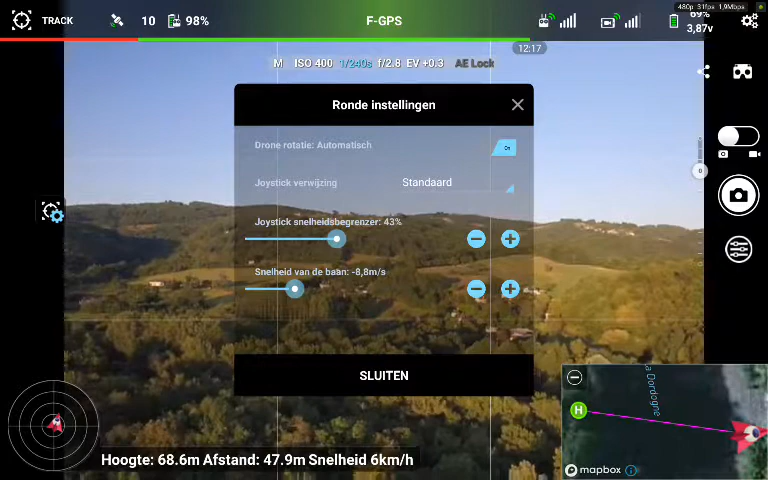 480p 31fps 1,9Mbps
TRACK 10 98% F-GPS 69%
3,87v
12:17
M ISO 400 1/240s f/2.8 EV +0.3 AE Lock
Ronde instellingen
Drone rotatie: Automatisch On
Joystick verwijzing Standaard
Joystick snelheidsbegrenzer: 43%
0
Snelheid van de baan: -8,8m/s
SLUITEN
a Dordogne
H
mapbox
Hoogte: 68.6m Afstand: 47.9m Snelheid 6km/h